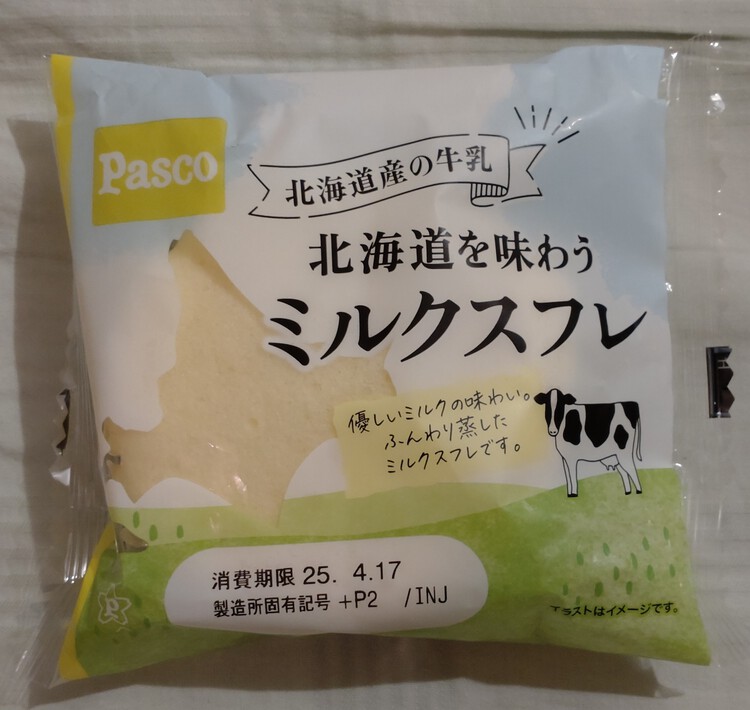 Pasco
北海道産の牛乳
北海道を味わう
ミルクスフレ
優しいミルクの味わい。
ふんわり蒸した
ミルクスフレです。
消費期限 25. 4.17
製造所固有記号 +P2 /INJ
イラストはイメージです。
P